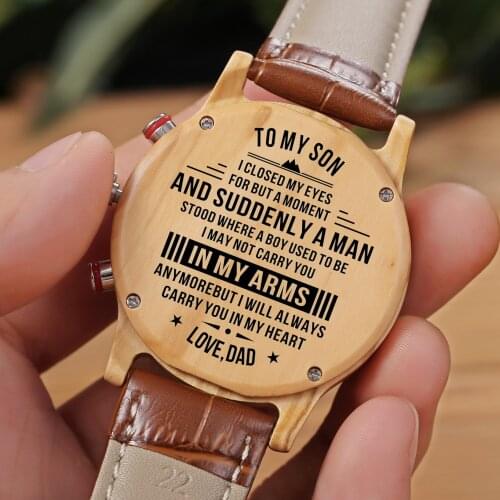 TO MY SON
I CLOSED MY EYES
FOR BUT A MOMENT
AND SUDDENLY A MAN
STOOD WHERE A BOY USED TO BE
I MAY NOT CARRY YOU
IN MY ARMS
ANYMOREBUT I WILL ALWAYS
CARRY YOU IN MY HEART
LOVE,DAD
22